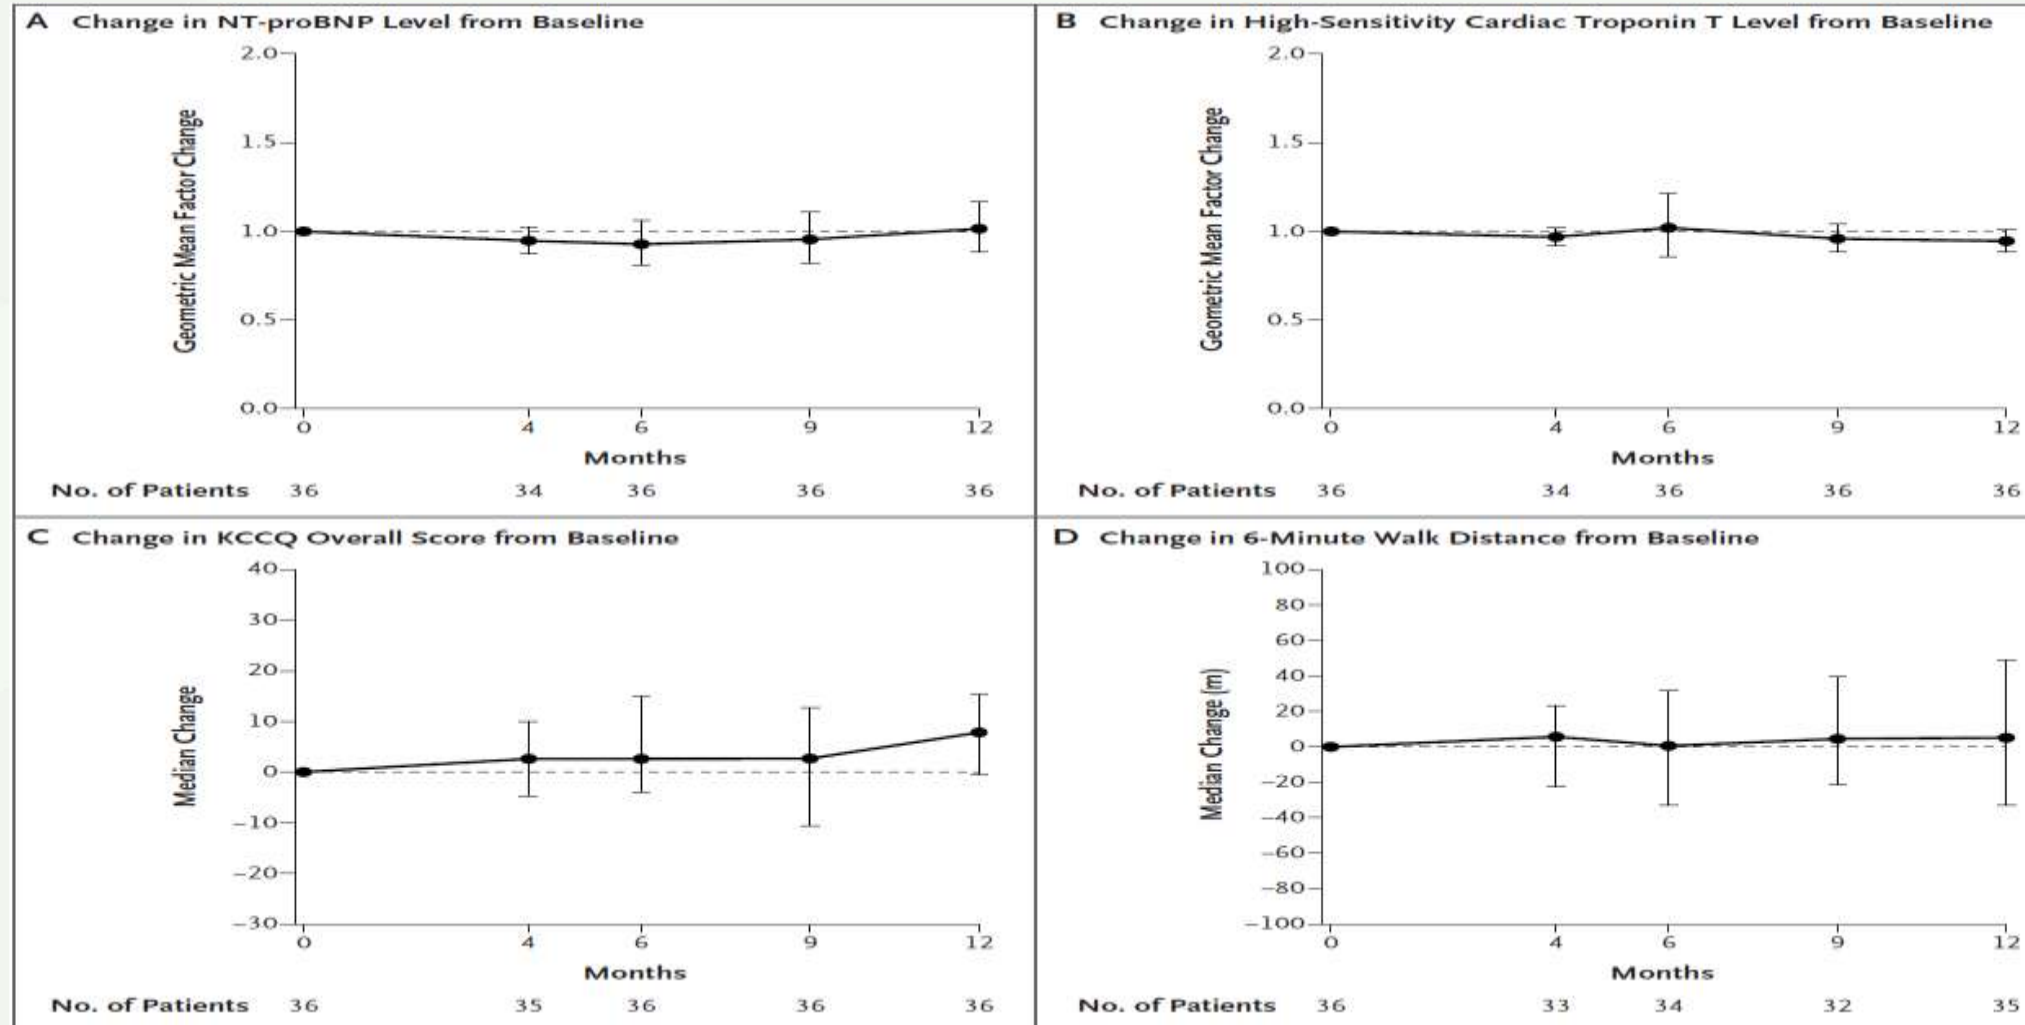 A Change in NT-proBNP Level from Baseline
2.0
1.5
1.0
0.5
0.0
Geometric Mean Factor Change
0 4 6 9 12
Months
No. of Patients 36 34 36 36 36
B Change in High-Sensitivity Cardiac Troponin T Level from Baseline
2.0
1.5
1.0
0.5
0.0
Geometric Mean Factor Change
0 4 6 9 12
Months
No. of Patients 36 34 36 36 36
C Change in KCCQ Overall Score from Baseline
40
30
20
10
0
−10
−20
−30
Median Change
0 4 6 9 12
Months
No. of Patients 36 35 36 36 36
D Change in 6-Minute Walk Distance from Baseline
100
80
60
40
20
0
−20
−40
−60
−80
−100
Median Change (m)
0 4 6 9 12
Months
No. of Patients 36 33 34 32 35